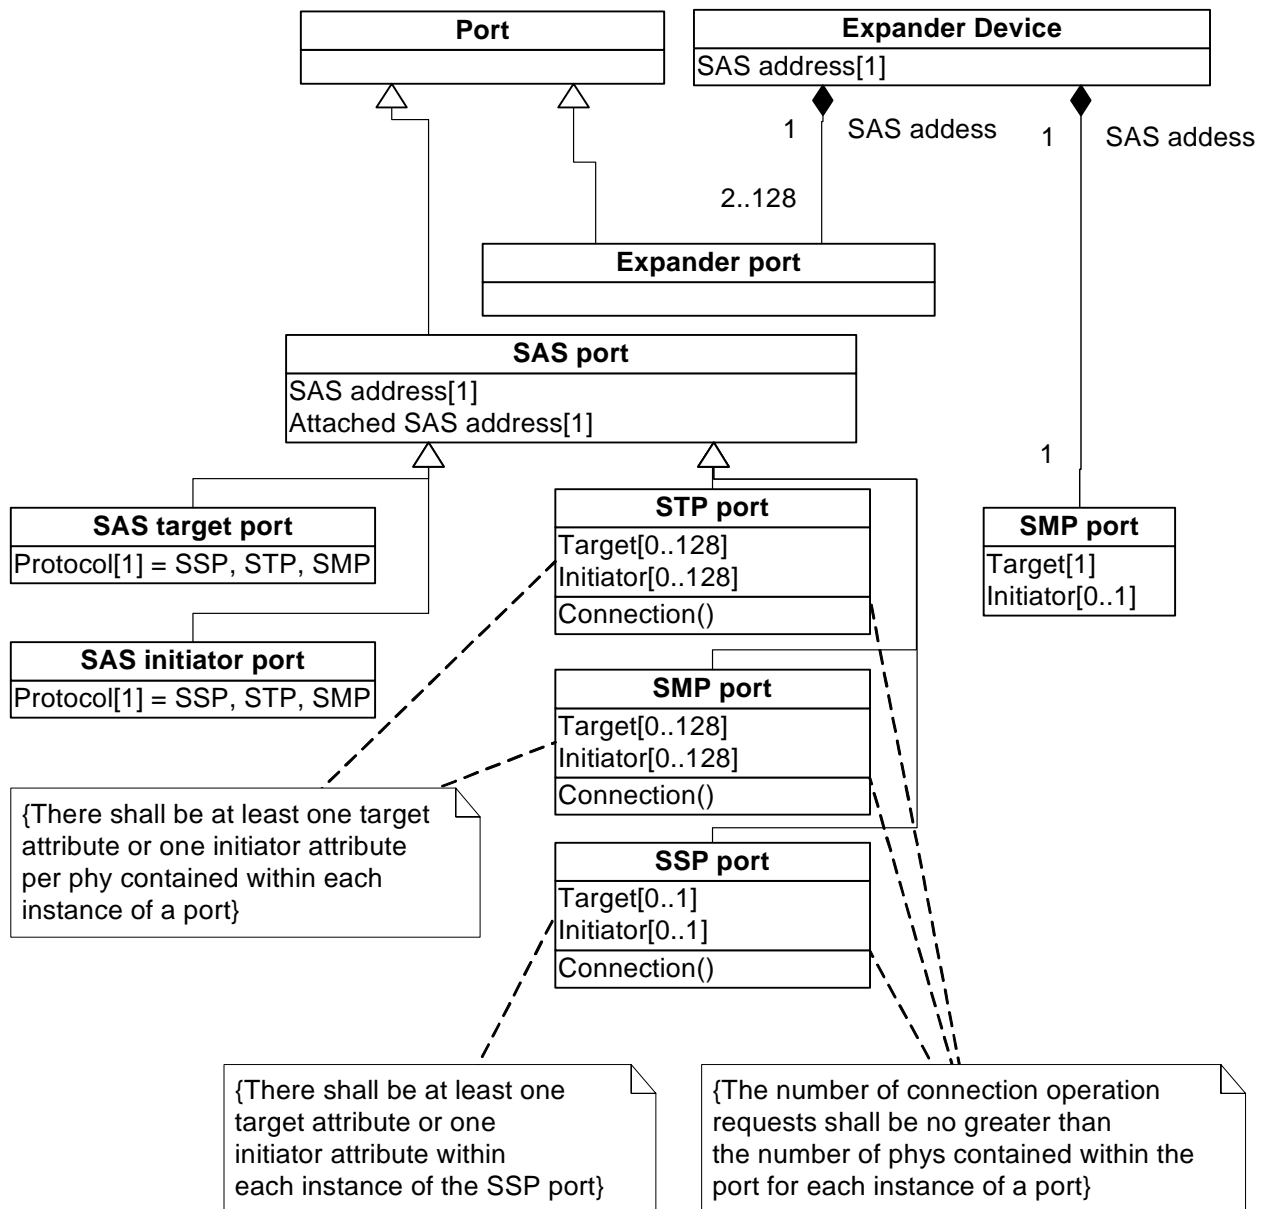 Port
Expander Device
SAS address[1]
1
SAS addess
1
SAS addess
2..128
Expander port
SAS port
SAS address[1]
Attached SAS address[1]
1
SAS target port
Protocol[1] = SSP, STP, SMP
STP port
Target[0..128]
Initiator[0..128]
Connection()
SMP port
Target[1]
Initiator[0..1]
SAS initiator port
Protocol[1] = SSP, STP, SMP
SMP port
Target[0..128]
Initiator[0..128]
Connection()
{There shall be at least one target
attribute or one initiator attribute
per phy contained within each
instance of a port}
SSP port
Target[0..1]
Initiator[0..1]
Connection()
{There shall be at least one
target attribute or one
initiator attribute within
each instance of the SSP port}
{The number of connection operation
requests shall be no greater than
the number of phys contained within the
port for each instance of a port}